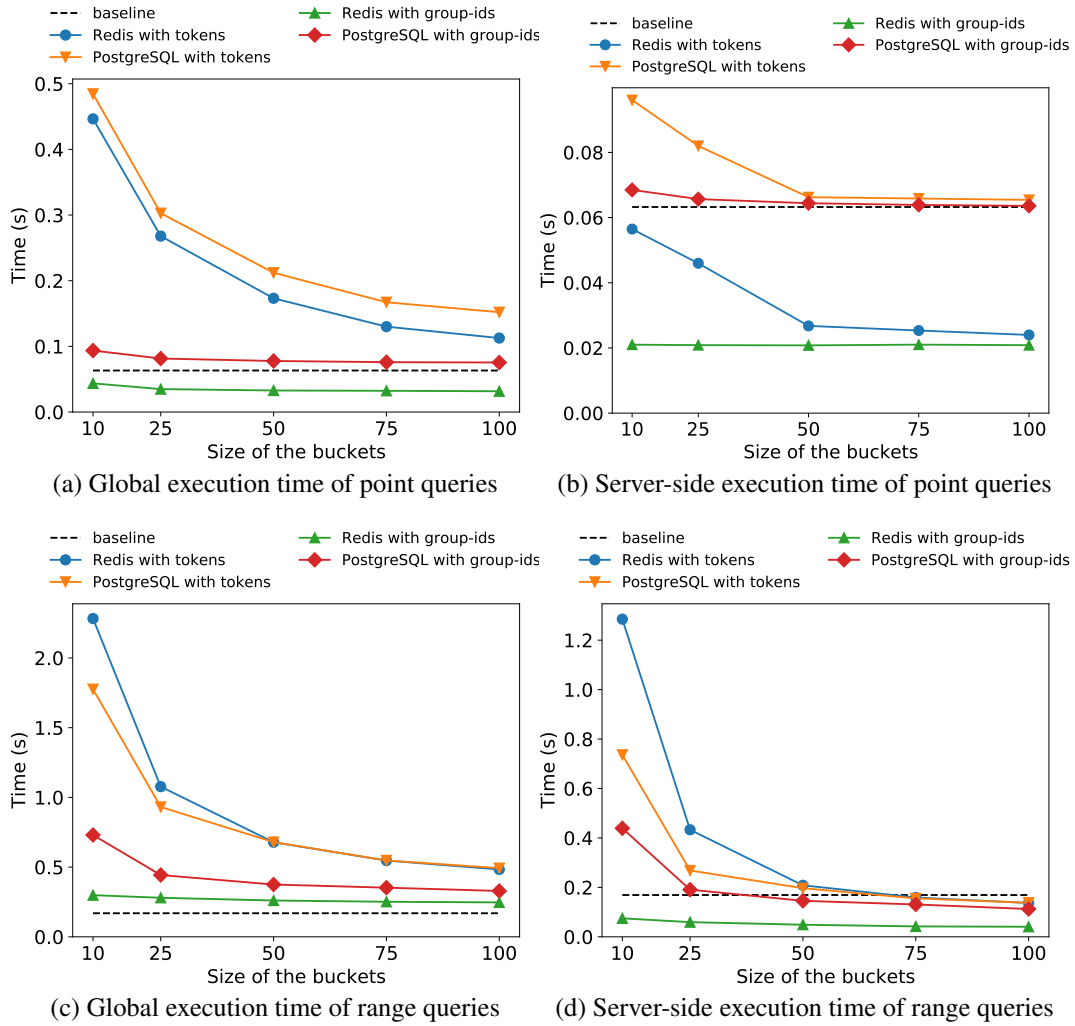 baseline
Redis with tokens
PostgreSQL with tokens
Redis with group-ids
PostgreSQL with group-ids
0.5
0.4
0.3
0.2
0.1
0.0
Time (s)
10 25 50 75 100
Size of the buckets
(a) Global execution time of point queries
baseline
Redis with tokens
PostgreSQL with tokens
Redis with group-ids
PostgreSQL with group-ids
0.08
0.06
0.04
0.02
0.00
Time (s)
10 25 50 75 100
Size of the buckets
(b) Server-side execution time of point queries
baseline
Redis with tokens
PostgreSQL with tokens
Redis with group-ids
PostgreSQL with group-ids
2.0
1.5
1.0
0.5
0.0
Time (s)
10 25 50 75 100
Size of the buckets
(c) Global execution time of range queries
baseline
Redis with tokens
PostgreSQL with tokens
Redis with group-ids
PostgreSQL with group-ids
1.2
1.0
0.8
0.6
0.4
0.2
0.0
Time (s)
10 25 50 75 100
Size of the buckets
(d) Server-side execution time of range queries